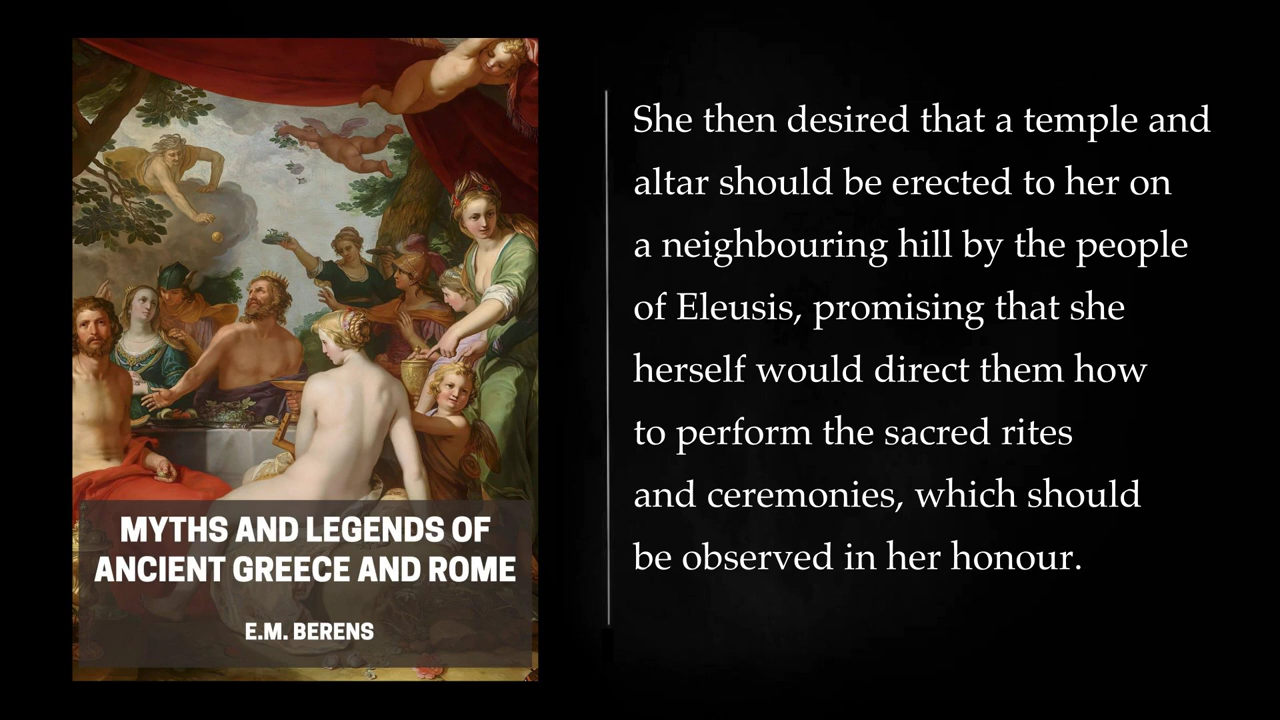 MYTHS AND LEGENDS OF
ANCIENT GREECE AND ROME
E.M. BERENS
She then desired that a temple and
altar should be erected to her on
a neighbouring hill by the people
of Eleusis, promising that she
herself would direct them how
to perform the sacred rites
and ceremonies, which should
be observed in her honour.